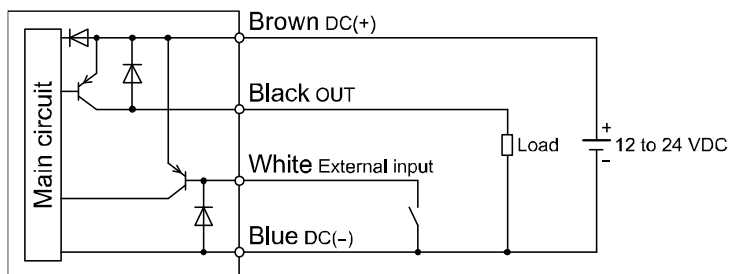 Main circuit
Brown DC(+)
Black OUT
White External input
Blue DC(−)
Load
+
12 to 24 VDC
−